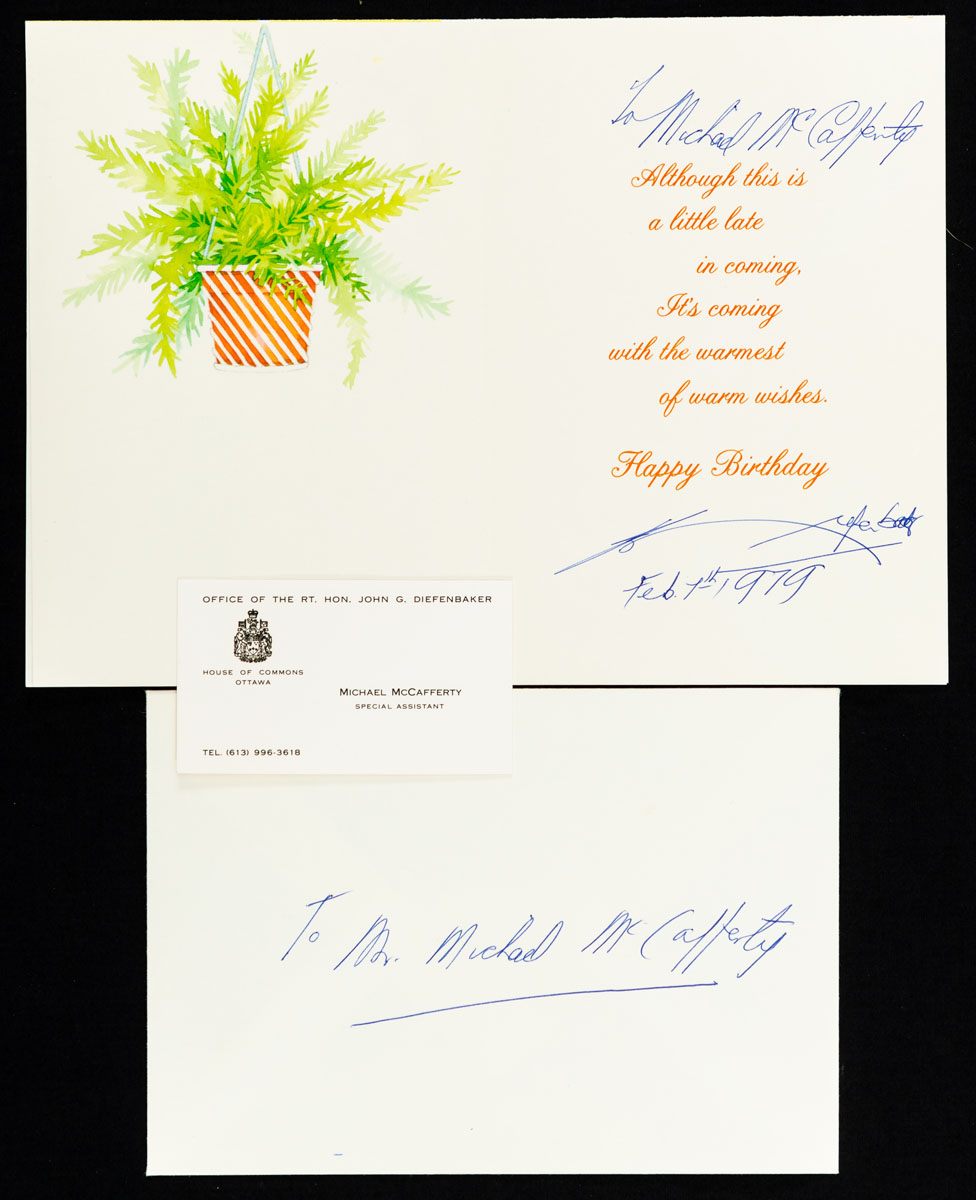 To Michael McCafferty
Although this is
a little late
in coming,
It's coming
with the warmest
of warm wishes.
Happy Birthday
Feb. 7th 1979
OFFICE OF THE RT. HON. JOHN G. DIEFENBAKER
HOUSE OF COMMONS
OTTAWA
MICHAEL MCCAFFERTY
SPECIAL ASSISTANT
TEL. (613) 996-3618
To Mr. Michael McCafferty